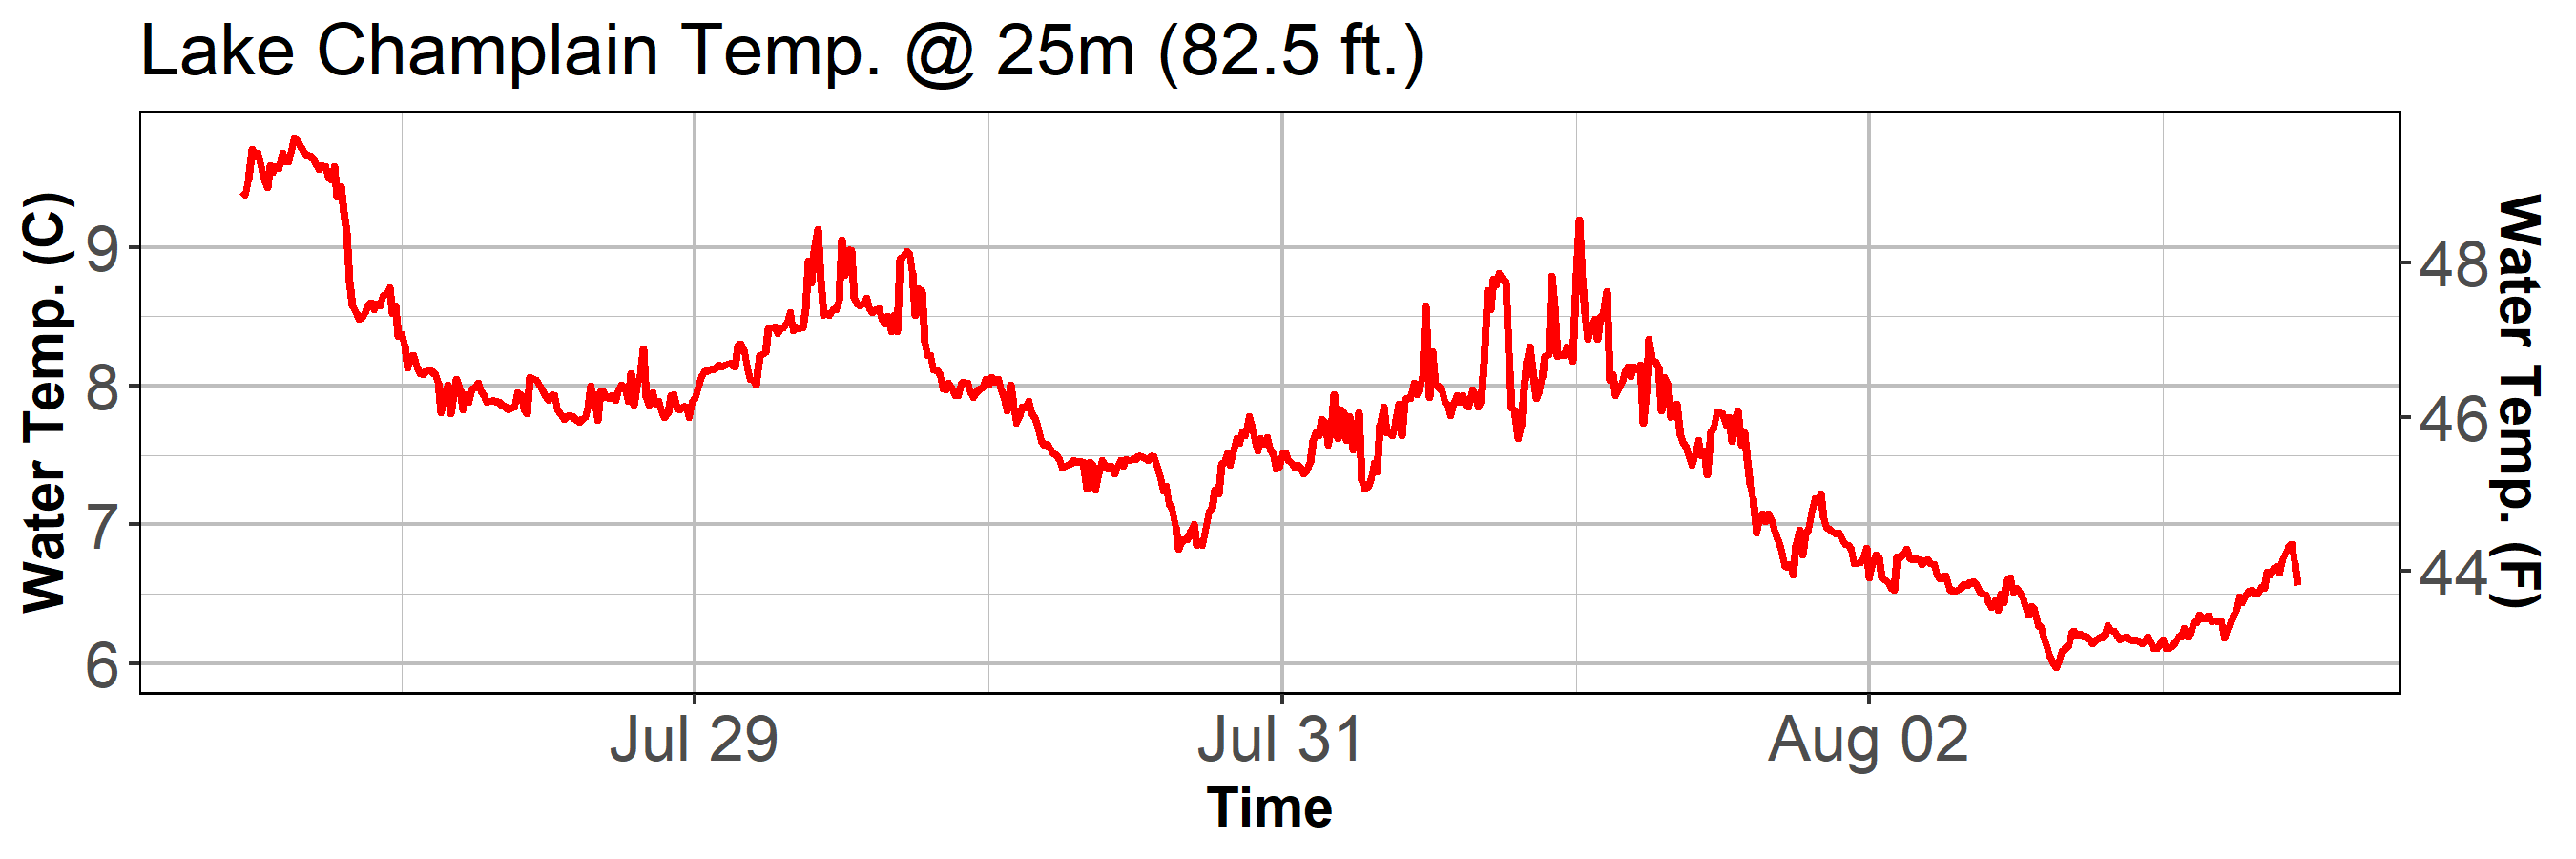 Lake Champlain Temp. @ 25m (82.5 ft.)
Water Temp. (C)
9
8
7
6
48
46
44
Water Temp. (F)
Jul 29
Jul 31
Aug 02
Time